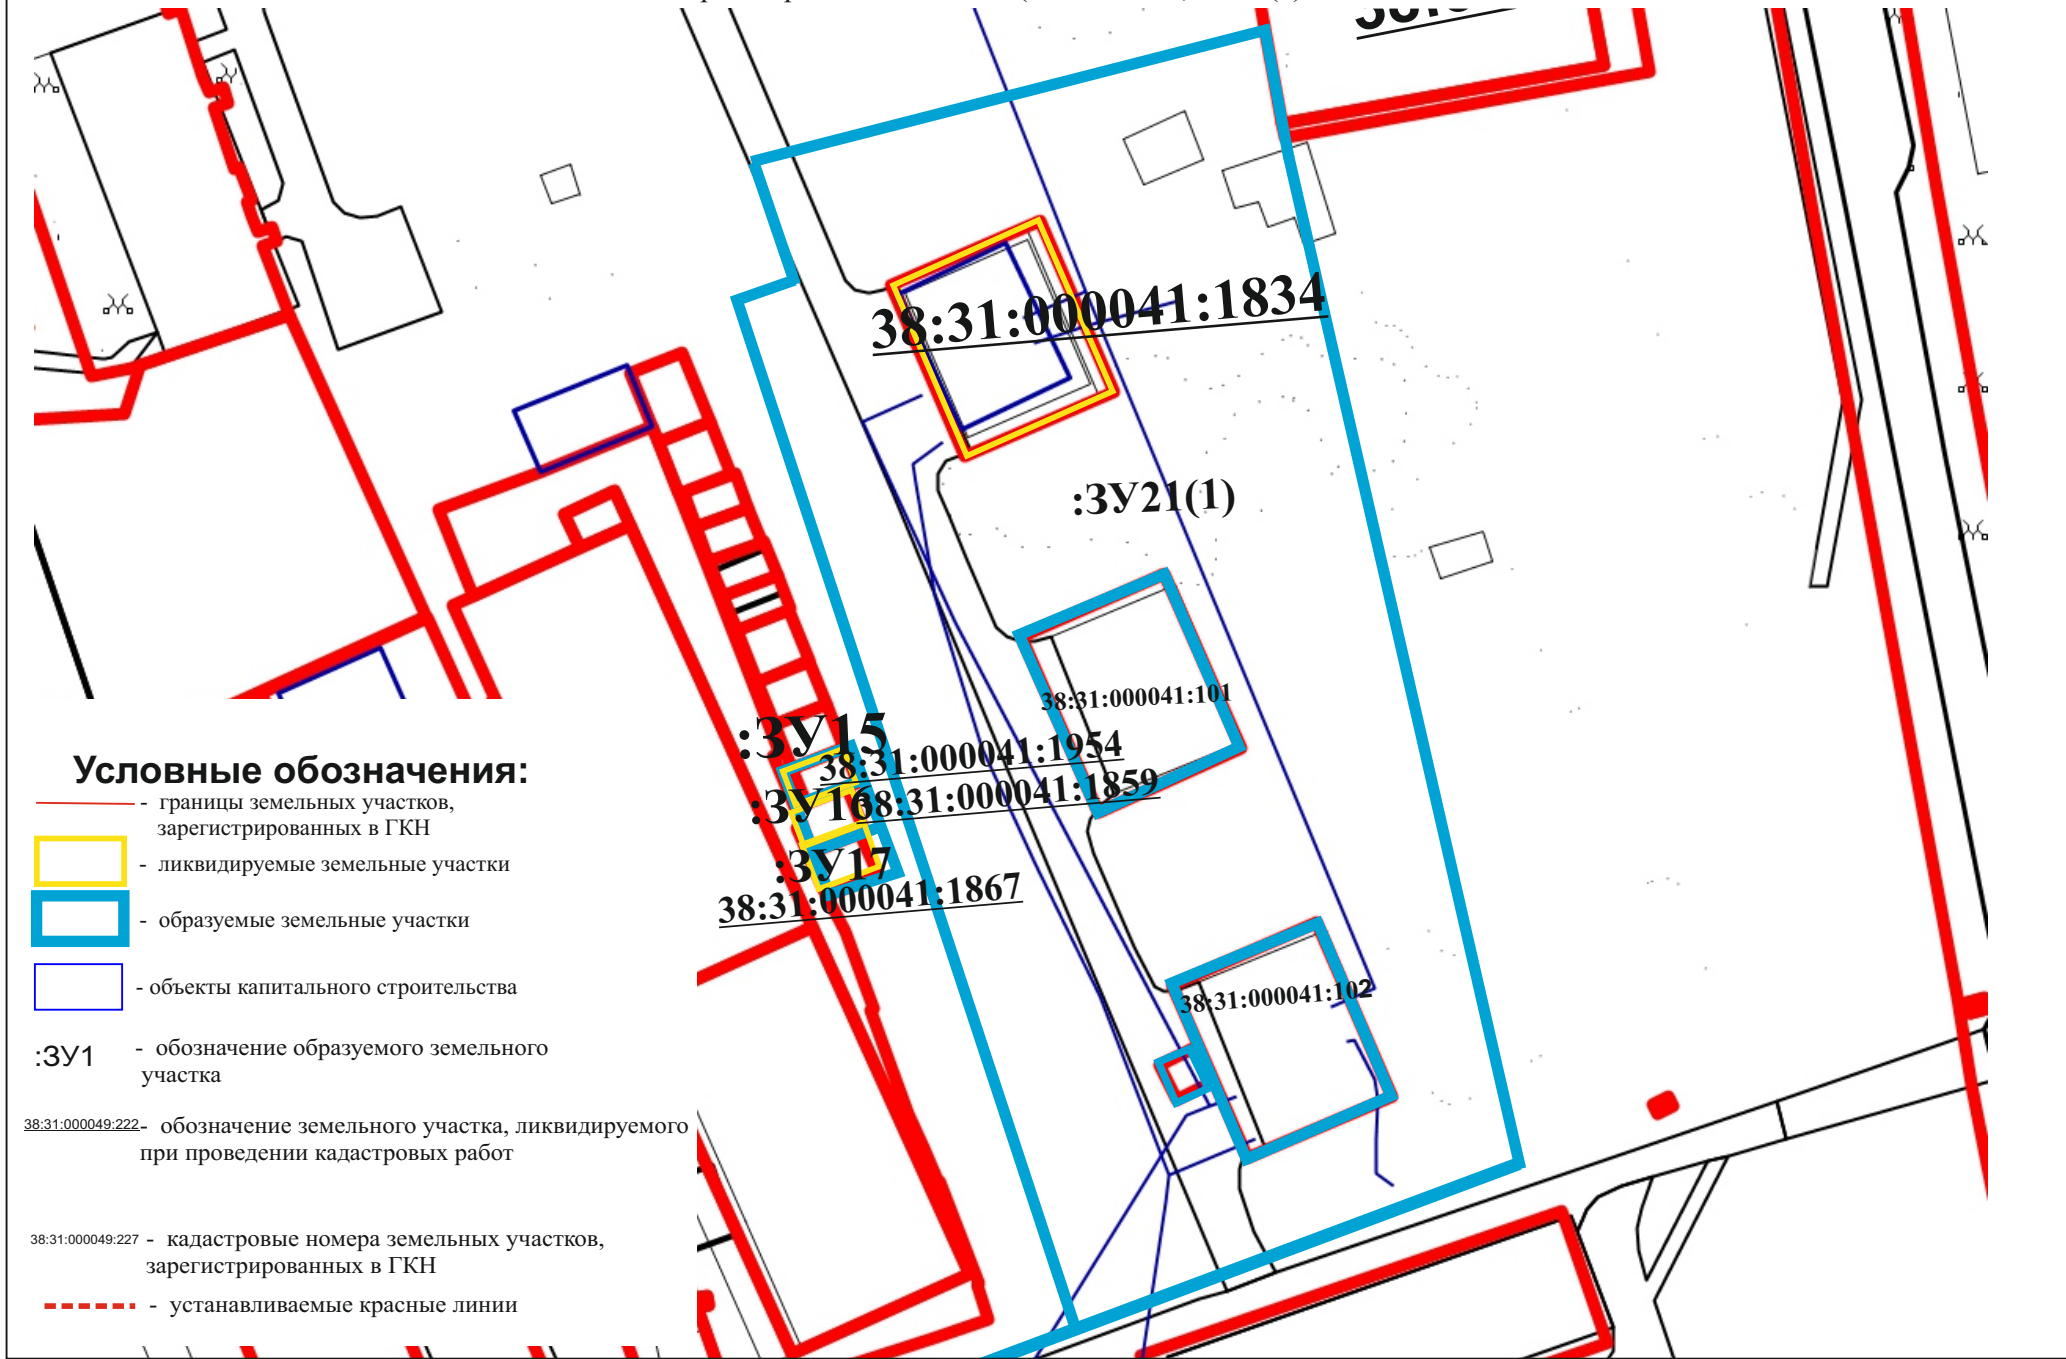 38:31:000041:1834
:ЗУ21(1)
38:31:000041:101
:ЗУ15
38:31:000041:1954
:ЗУ16
38:31:000041:1859
:ЗУ17
38:31:000041:1867
38:31:000041:102
Условные обозначения:
- границы земельных участков,
зарегистрированных в ГКН
- ликвидируемые земельные участки
- образуемые земельные участки
- объекты капитального строительства
:ЗУ1 - обозначение образуемого земельного
участка
38:31:000049:222 - обозначение земельного участка, ликвидируемого
при проведении кадастровых работ
38:31:000049:227 - кадастровые номера земельных участков,
зарегистрированных в ГКН
- устанавливаемые красные линии